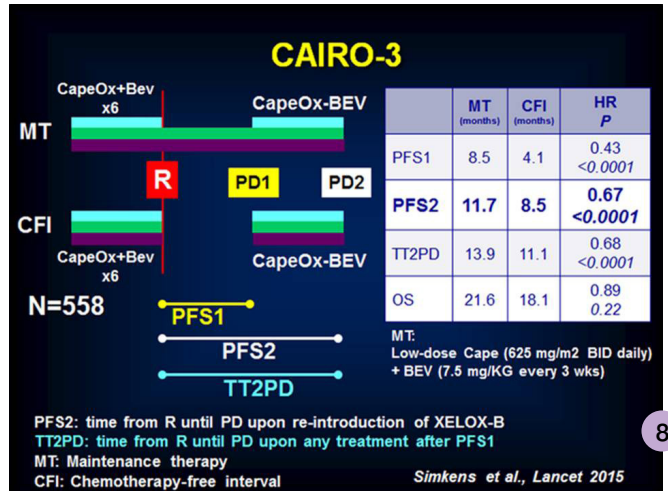 CAIRO-3
CapeOx+Bev
x6
CapeOx-BEV
MT
R
PD1
PD2
CFI
CapeOx+Bev
x6
CapeOx-BEV
N=558
PFS1
PFS2
TT2PD
MT (months) CFI (months) HR P
PFS1 8.5 4.1 0.43 <0.0001
PFS2 11.7 8.5 0.67 <0.0001
TT2PD 13.9 11.1 0.68 <0.0001
OS 21.6 18.1 0.89 0.22
MT:
Low-dose Cape (625 mg/m2 BID daily)
+ BEV (7.5 mg/KG every 3 wks)
PFS2: time from R until PD upon re-introduction of XELOX-B
TT2PD: time from R until PD upon any treatment after PFS1
MT: Maintenance therapy
CFI: Chemotherapy-free interval
Simkens et al., Lancet 2015
8